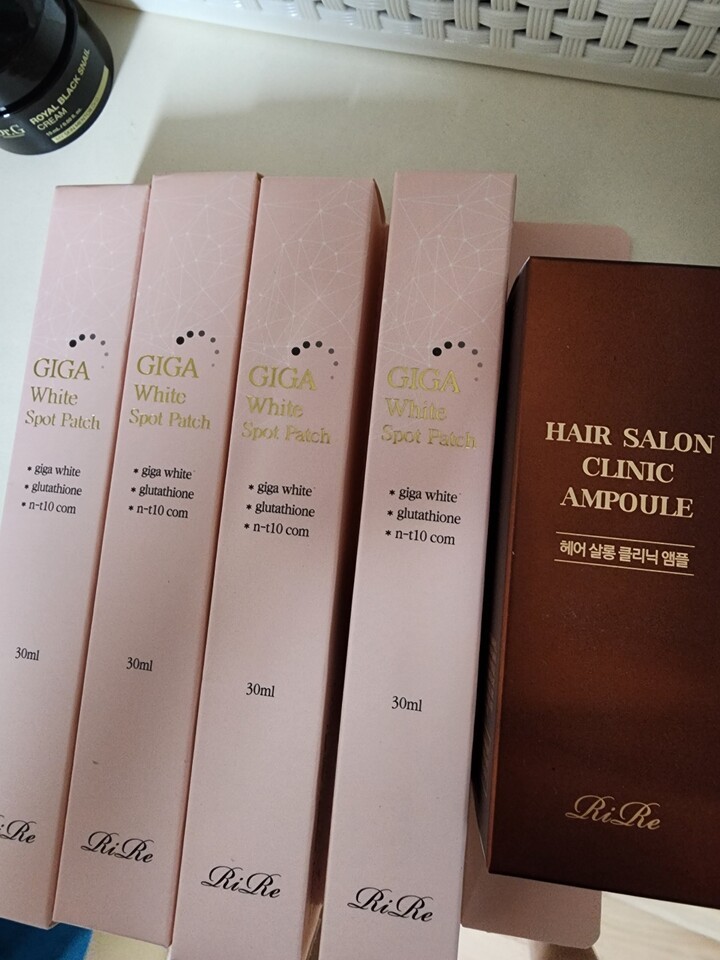 Dr.G
ROYAL BLACK SNAIL
CREAM
GIGA
White
Spot Patch
* giga white
* glutathione
* n-t10 com
30ml
RiRe
GIGA
White
Spot Patch
* giga white
* glutathione
* n-t10 com
30ml
RiRe
GIGA
White
Spot Patch
* giga white
* glutathione
* n-t10 com
30ml
RiRe
GIGA
White
Spot Patch
* giga white
* glutathione
* n-t10 com
30ml
RiRe
HAIR SALON
CLINIC
AMPOULE
헤어 살롱 클리닉 앰플
RiRe